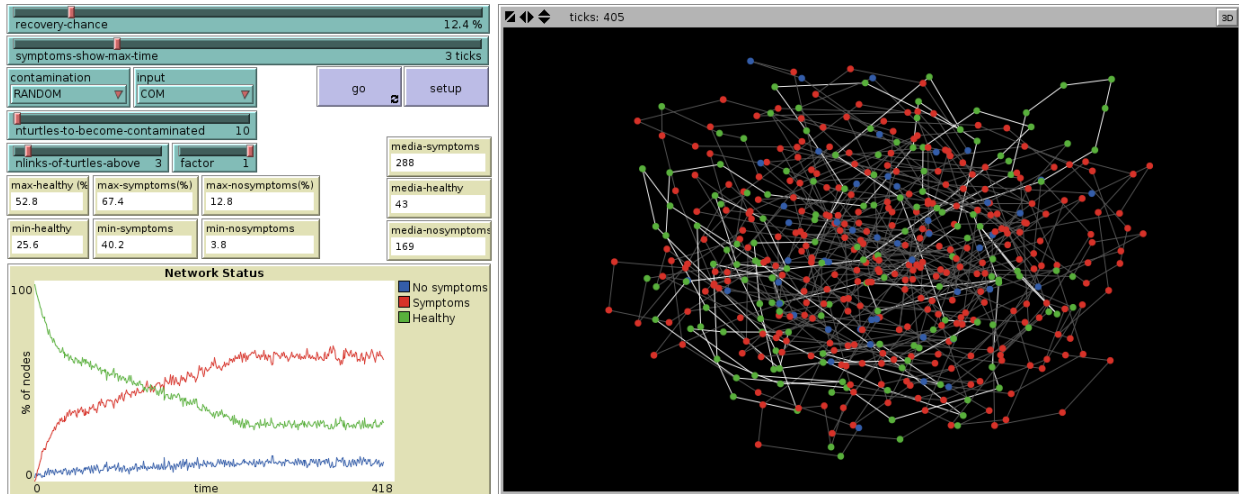 recovery-chance 12.4 %
symptoms-show-max-time 3 ticks
contamination
RANDOM
input
COM
go
setup
nturtles-to-become-contaminated 10
nlinks-of-turtles-above 3
factor 1
media-symptoms
288
media-healthy
43
media-nosymptoms
169
max-healthy (%
52.8
max-symptoms(%)
67.4
max-nosymptoms(%)
12.8
min-healthy
25.6
min-symptoms
40.2
min-nosymptoms
3.8
Network Status
100
% of nodes
0
0
time
418
No symptoms
Symptoms
Healthy
ticks: 405
3D